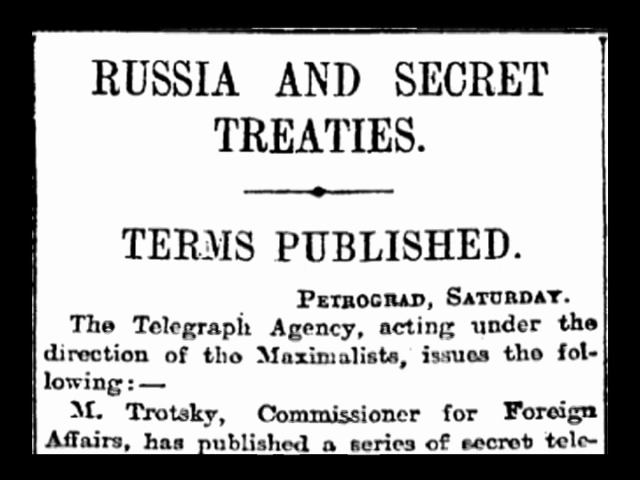 RUSSIA AND SECRET
TREATIES.
TERMS PUBLISHED.
PETROGRAD, SATURDAY.
The Telegraph Agency, acting under the
direction of the Maximalists, issues the fol-
lowing:—
M. Trotsky, Commissioner for Foreign
Affairs, has published a series of secret tele-